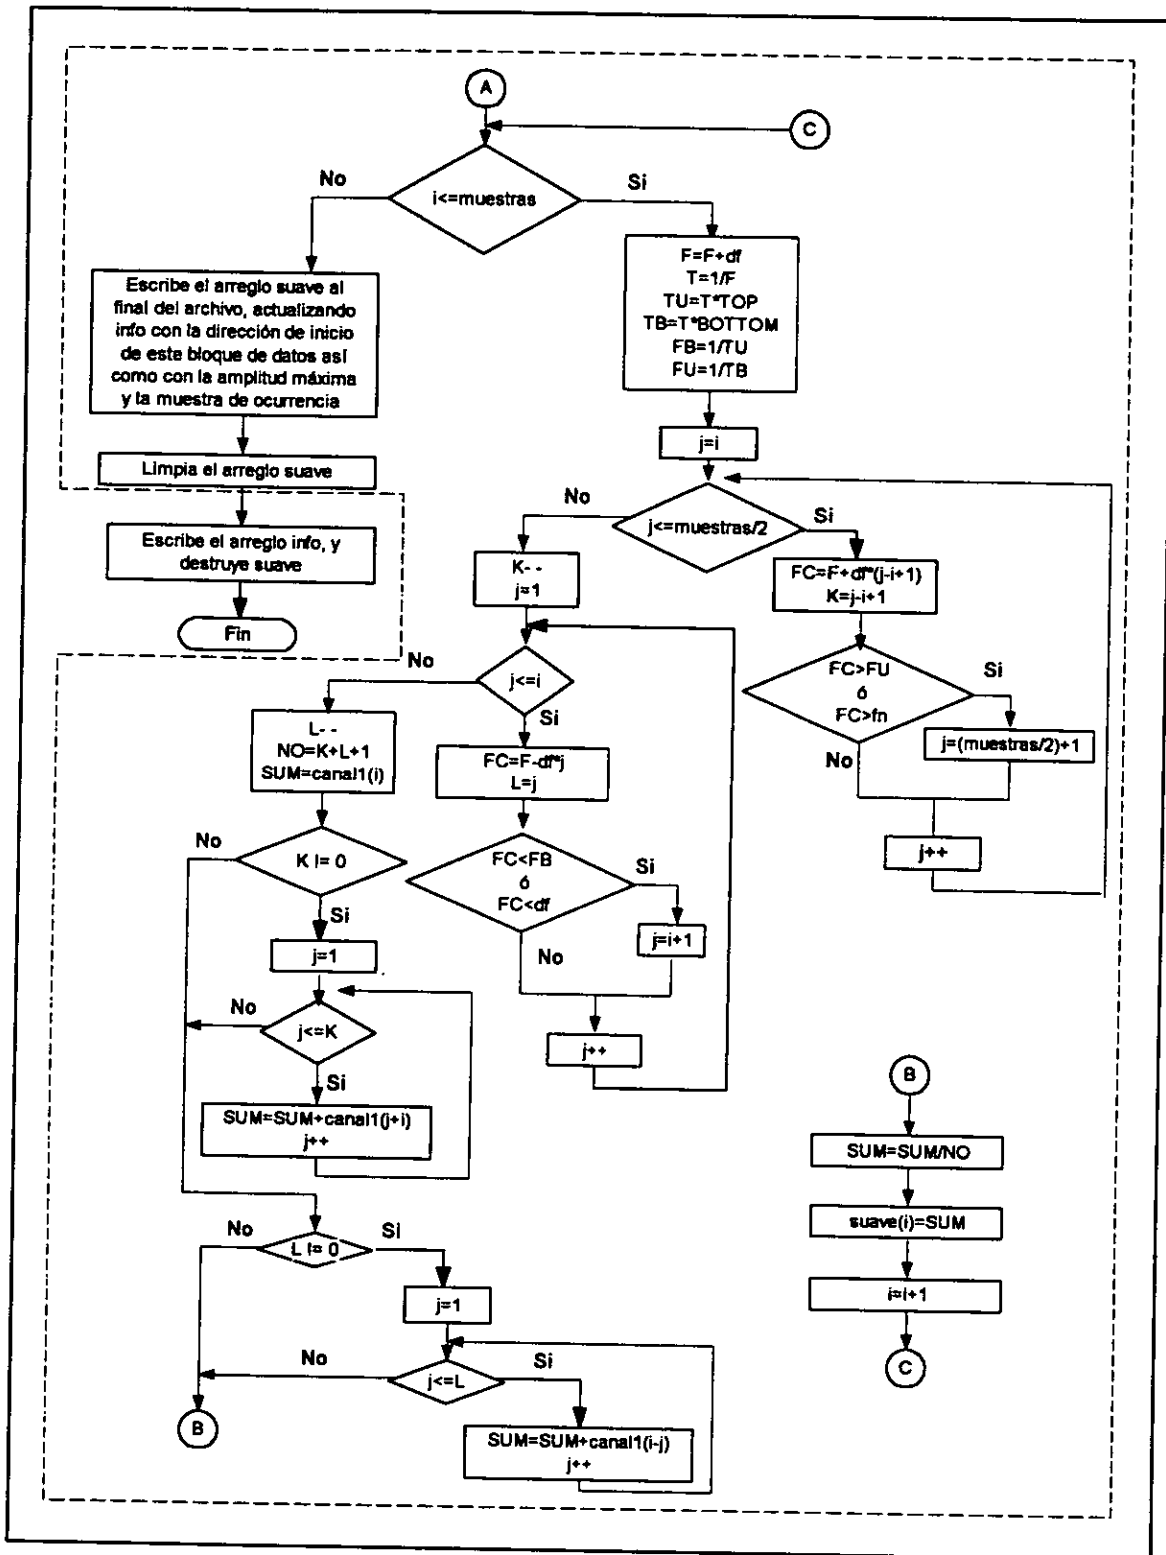 A
C
No
i<=muestras
Si
Escribe el arreglo suave al
final del archivo, actualizando
info con la dirección de inicio
de este bloque de datos así
como con la amplitud máxima
y la muestra de ocurrencia
F=F+df
T=1/F
TU=T*TOP
TB=T*BOTTOM
FB=1/TU
FU=1/TB
j=i
Limpia el arreglo suave
Escribe el arreglo info, y
destruye suave
Fin
No
j<=muestras/2
Si
K--
j=1
FC=F+df*(j-i+1)
K=j-i+1
No
j<=i
Si
FC>FU
ó
FC>fn
Si
No
j=(muestras/2)+1
j++
L--
NO=K+L+1
SUM=canal1(i)
FC=F-df*j
L=j
No
K != 0
Si
FC<FB
ó
FC<df
Si
No
j=i+1
j++
j=1
No
j<=K
Si
SUM=SUM+canal1(j+i)
j++
No
L != 0
Si
j=1
No
j<=L
Si
B
SUM=SUM+canal1(i-j)
j++
B
SUM=SUM/NO
suave(i)=SUM
i=i+1
C